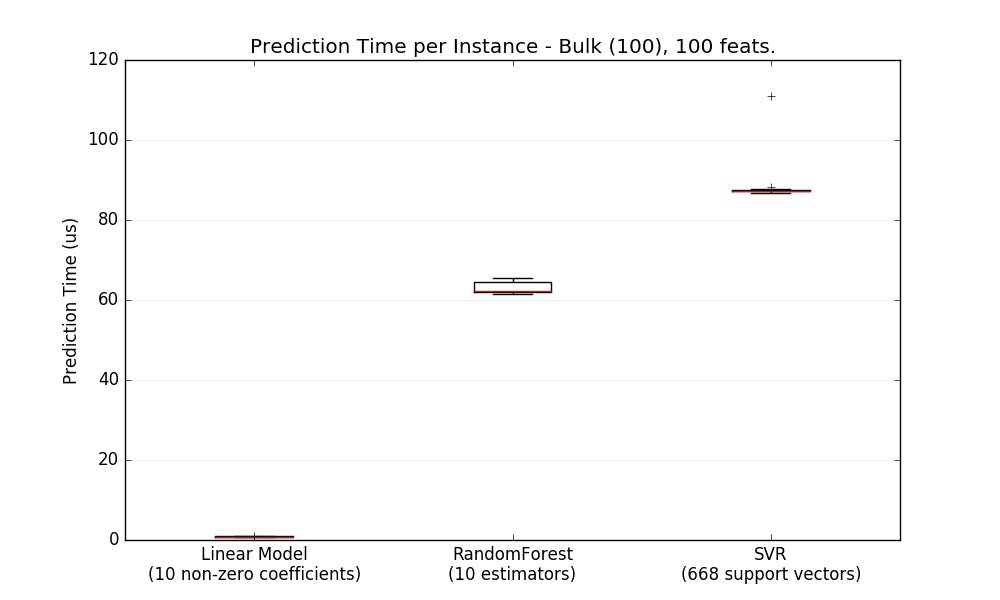 Prediction Time per Instance - Bulk (100), 100 feats.
120
100
80
60
40
20
0
Prediction Time (us)
Linear Model
(10 non-zero coefficients)
RandomForest
(10 estimators)
SVR
(668 support vectors)